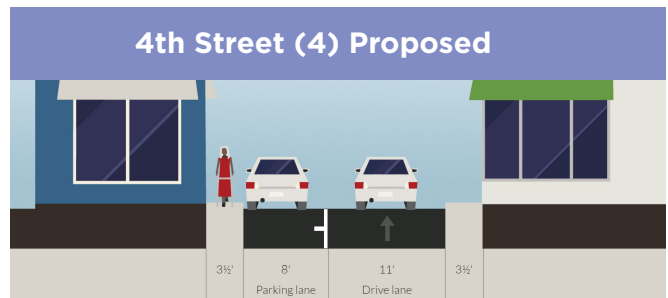 4th Street (4) Proposed
3½' 8' 11' 3½'
Parking lane Drive lane